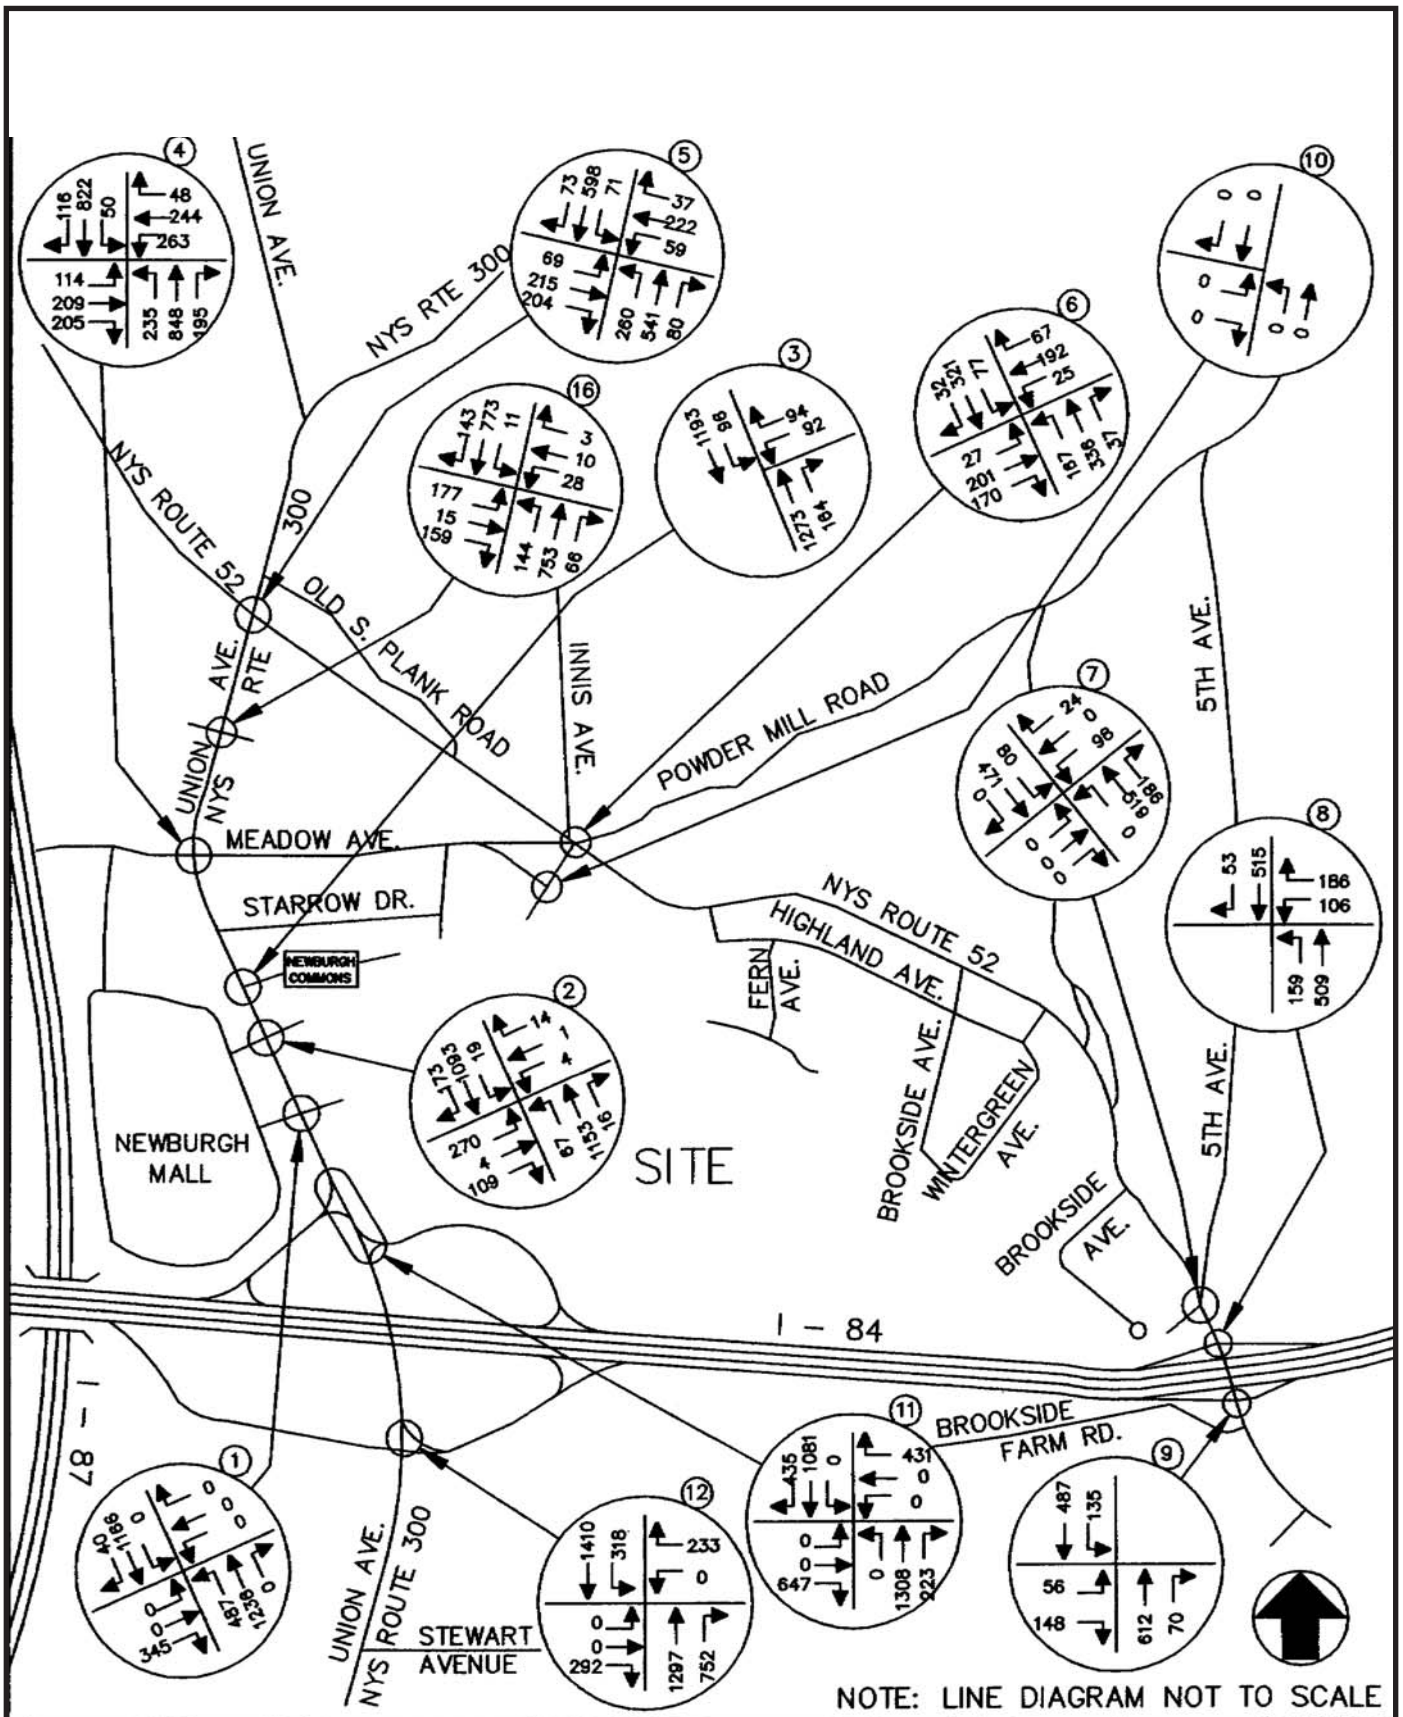 4
116 822 50
48
244
263
114
209
205
235 848 195
UNION AVE.
5
73 598 71
37
222
59
69
215
204
260 541 80
NYS RTE 300
10
0 0
0
0
0 0
6
32 321 77
67
192
25
27
201
170
187 336 37
3
1193 98
94
92
1273 164
16
143 773 11
3
10
28
177
15
159
144 753 66
NYS ROUTE 52
300
OLD S. PLANK ROAD
INNIS AVE.
UNION AVE.
NYS RTE
POWDER MILL ROAD
5TH AVE.
7
0 471 80
24
0
98
0
0
0
0 519 186
8
53 515
186
106
159 509
MEADOW AVE.
STARROW DR.
NEWBURGH
COMMONS
NYS ROUTE 52
HIGHLAND AVE.
FERN
AVE.
BROOKSIDE AVE.
WINTERGREEN
AVE.
5TH AVE.
2
173 1093 19
14
1
4
270
4
109
67 1153 16
NEWBURGH
MALL
SITE
BROOKSIDE
AVE.
I - 84
I - 87
1
40 1186 0
0
0
0
0
0
345
487 1236 0
12
1410 318
233
0
0
0
292
1297 752
11
435 1081 0
431
0
0
0
0
647
0 1308 223
BROOKSIDE
FARM RD.
9
487 135
56
148
612 70
UNION AVE.
NYS ROUTE 300
STEWART
AVENUE
NOTE: LINE DIAGRAM NOT TO SCALE